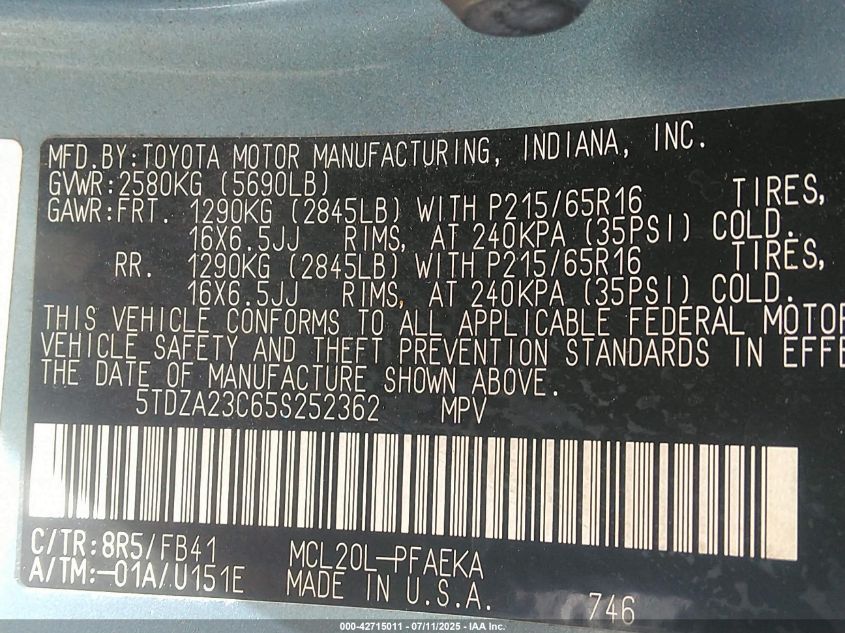 MFD.BY:TOYOTA MOTOR MANUFACTURING, INDIANA, INC.
GVWR:2580KG (5690LB)
GAWR:FRT. 1290KG (2845LB) WITH P215/65R16 TIRES,
16X6.5JJ RIMS, AT 240KPA (35PSI) COLD.
RR. 1290KG (2845LB) WITH P215/65R16 TIRES,
16X6.5JJ RIMS, AT 240KPA (35PSI) COLD.
THIS VEHICLE CONFORMS TO ALL APPLICABLE FEDERAL MOTOR
VEHICLE SAFETY AND THEFT PREVENTION STANDARDS IN EFFE
THE DATE OF MANUFACTURE SHOWN ABOVE.
5TDZA23C65S252362 MPV
C/TR:8R5/FB41 MCL20L-PFAEKA
A/TM:-01A/U151E MADE IN U.S.A. 746
000-42715011 - 07/11/2025 - IAA Inc.